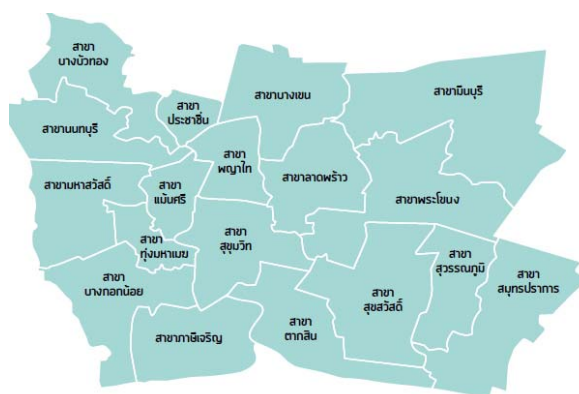 สาขา
บางบัวทอง
สาขาบางเขน
สาขามีนบุรี
สาขา
ประชาชื่น
สาขานนทบุรี
สาขา
พญาไท
สาขาลาดพร้าว
สาขามหาสวัสดิ์
สาขา
แม้นศรี
สาขาพระโขนง
สาขา
ทุ่งมหาเมฆ
สาขา
สุขุมวิท
สาขา
สุวรรณภูมิ
สาขา
สมุทรปราการ
สาขา
บางกอกน้อย
สาขา
สุขสวัสดิ์
สาขาภาษีเจริญ
สาขา
ตากสิน